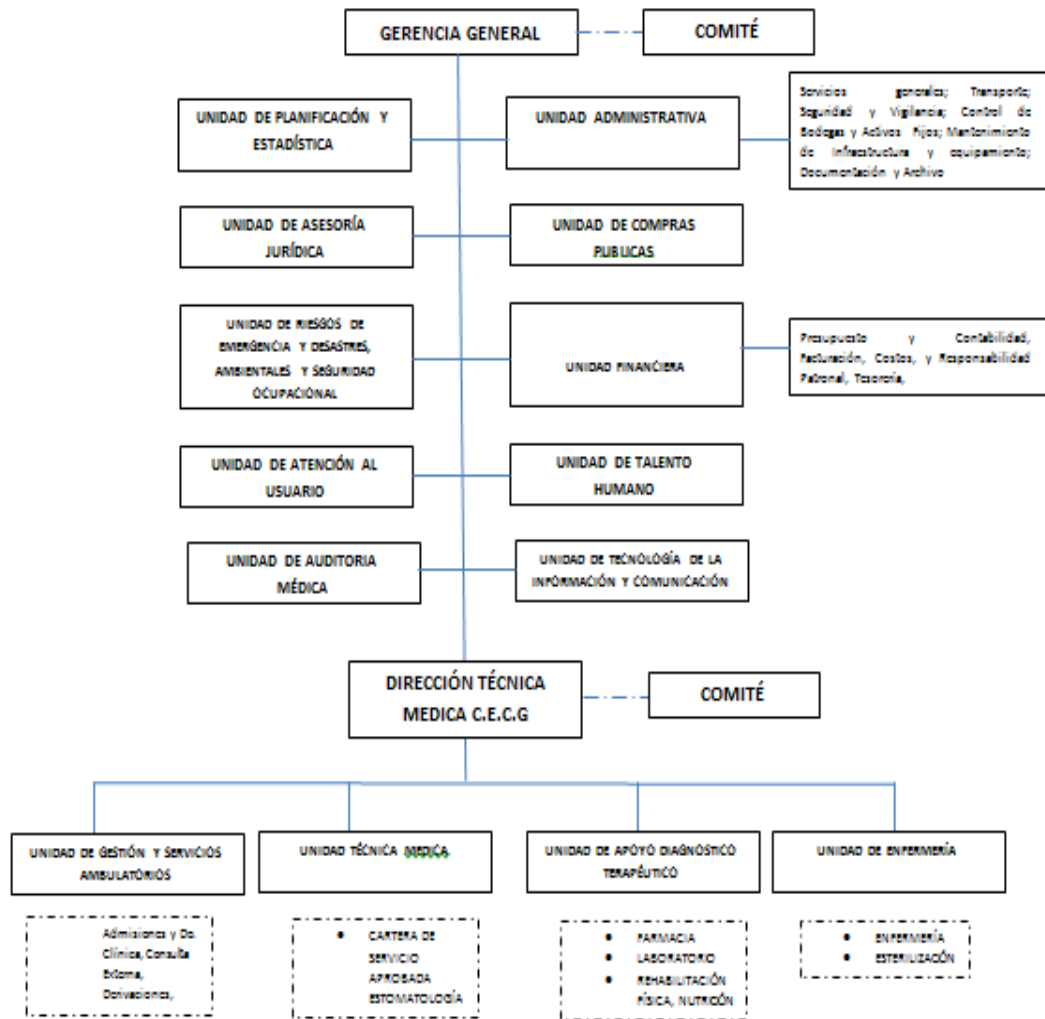 GERENCIA GENERAL
COMITÉ
UNIDAD DE PLANIFICACIÓN Y
ESTADÍSTICA
UNIDAD ADMINISTRATIVA
Servicios generales; Transporte;
Seguridad y Vigilancia; Control de
Bodegas y Activos Fijos; Mantenimiento
de Infraestructura y equipamiento;
Documentación y Archivo
UNIDAD DE ASESORÍA
JURÍDICA
UNIDAD DE COMPRAS
PUBLICAS
UNIDAD DE RIESGOS DE
EMERGENCIA Y DESASTRES,
AMBIENTALES Y SEGURIDAD
OCUPACIONAL
UNIDAD FINANCIERA
Presupuesto y Contabilidad,
Facturación, Costos, y Responsabilidad
Patronal, Tesorería,
UNIDAD DE ATENCIÓN AL
USUARIO
UNIDAD DE TALENTO
HUMANO
UNIDAD DE AUDITORIA
MÉDICA
UNIDAD DE TECNOLOGÍA DE LA
INFORMACIÓN Y COMUNICACIÓN
DIRECCIÓN TÉCNICA
MEDICA C.E.C.G
COMITÉ
UNIDAD DE GESTIÓN Y SERVICIOS
AMBULATORIOS
UNIDAD TÉCNICA MEDICA
UNIDAD DE APOYO DIAGNÓSTICO
TERAPÉUTICO
UNIDAD DE ENFERMERÍA
Admisiones y Do.
Clínica, Consulta
Externa,
Derivaciones,
• CARTERA DE
SERVICIO
APROBADA
ESTOMATOLOGÍA
• FARMACIA
• LABORATORIO
• REHABILITACIÓN
FÍSICA, NUTRICÓN
• ENFERMERÍA
• ESTERILIZACIÓN